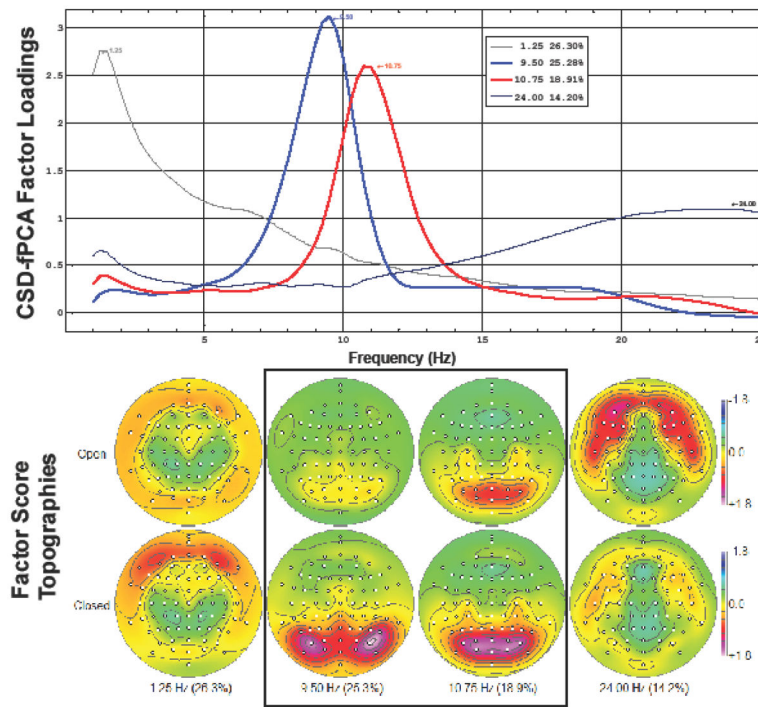 CSD-fPCA Factor Loadings
3
2.5
2
1.5
1
0.5
0
1.25
←9.50
←10.75
←24.00
1.25 26.30%
9.50 25.28%
10.75 18.91%
24.00 14.20%
5 10 15 20
Frequency (Hz)
Factor Score
Topographies
Open
Closed
0.0
+1.8
0.0
+1.8
1.25 Hz (26.3%) 9.50 Hz (25.3%) 10.75 Hz (18.9%) 24.00 Hz (14.2%)